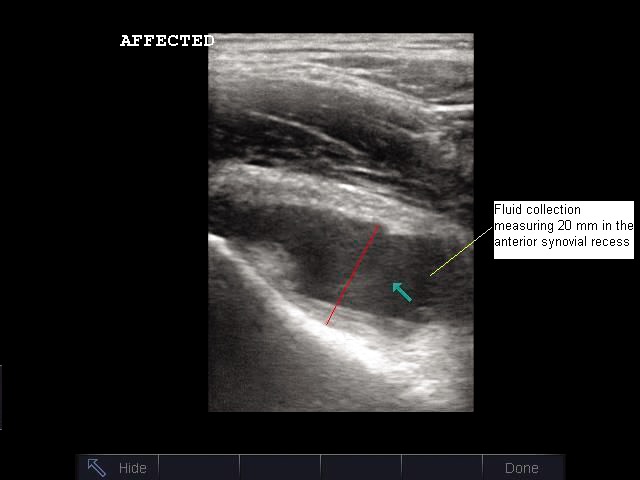 AFFECTED
Fluid collection
measuring 20 mm in the
anterior synovial recess
Hide
Done